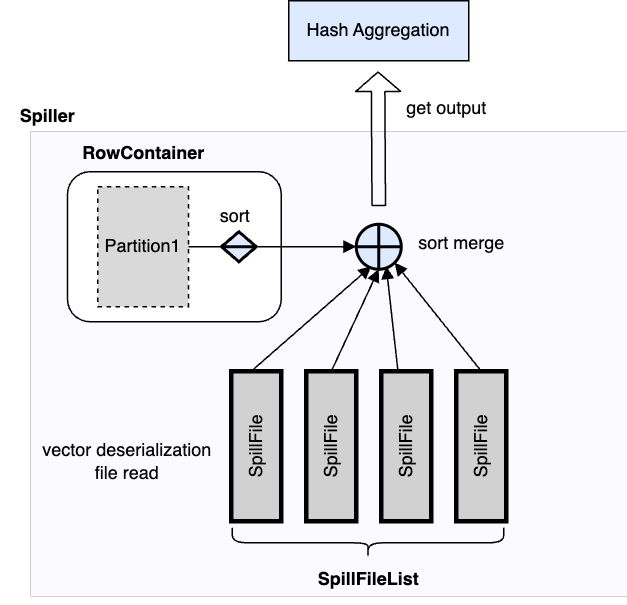 Hash Aggregation
get output
Spiller
RowContainer
sort
Partition1
sort merge
SpillFile
SpillFile
SpillFile
SpillFile
vector deserialization
file read
SpillFileList